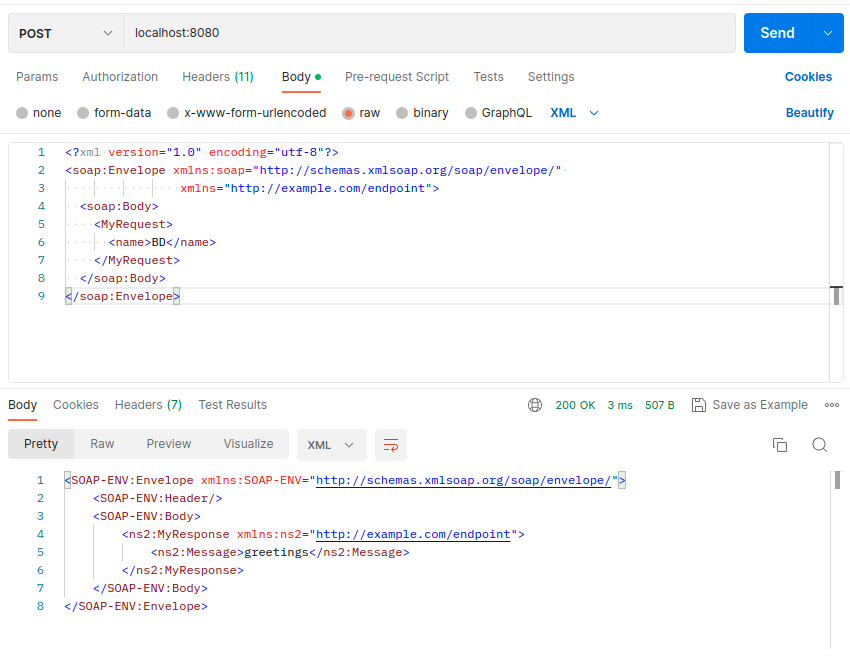 POST localhost:8080 Send
Params Authorization Headers (11) Body Pre-request Script Tests Settings Cookies
none form-data x-www-form-urlencoded raw binary GraphQL XML Beautify
1 <?xml version="1.0" encoding="utf-8"?>
2 <soap:Envelope xmlns:soap="http://schemas.xmlsoap.org/soap/envelope/"
3 xmlns="http://example.com/endpoint">
4 <soap:Body>
5 <MyRequest>
6 <name>BD</name>
7 </MyRequest>
8 </soap:Body>
9 </soap:Envelope>
Body Cookies Headers (7) Test Results 200 OK 3 ms 507 B Save as Example
Pretty Raw Preview Visualize XML
1 <SOAP-ENV:Envelope xmlns:SOAP-ENV="http://schemas.xmlsoap.org/soap/envelope/">
2 <SOAP-ENV:Header/>
3 <SOAP-ENV:Body>
4 <ns2:MyResponse xmlns:ns2="http://example.com/endpoint">
5 <ns2:Message>greetings</ns2:Message>
6 </ns2:MyResponse>
7 </SOAP-ENV:Body>
8 </SOAP-ENV:Envelope>